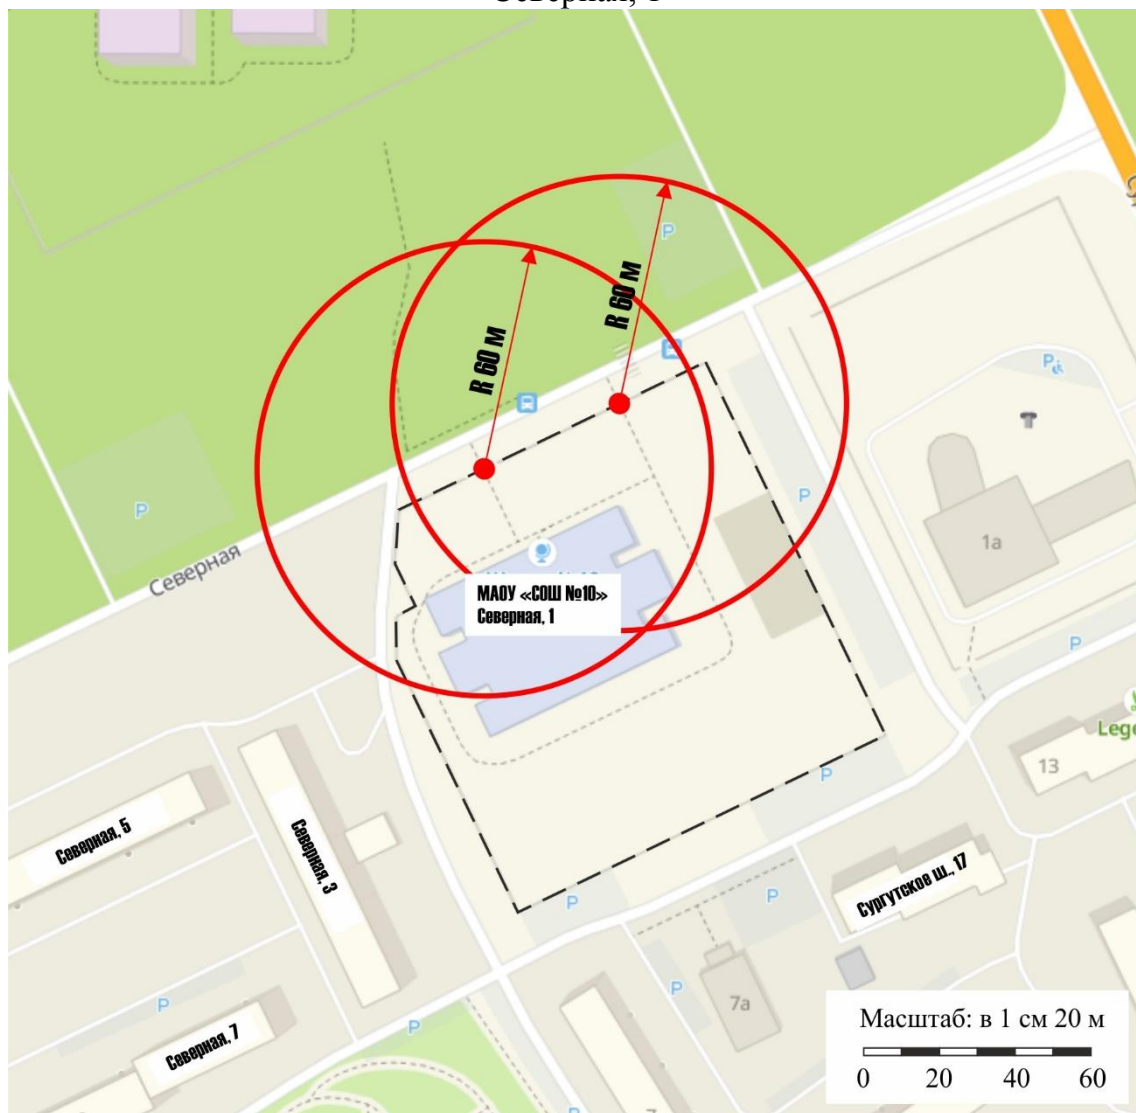 Северная, 1
P
R 60 м
R 60 м
P
P
P
Северная
1а
МАОУ «СОШ №10»
Северная, 1
P
Lege
13
P
Северная, 5
Северная, 3
Сургутское ш., 17
P
P
P
7а
P
P
Северная, 7
Масштаб: в 1 см 20 м
0 20 40 60
P